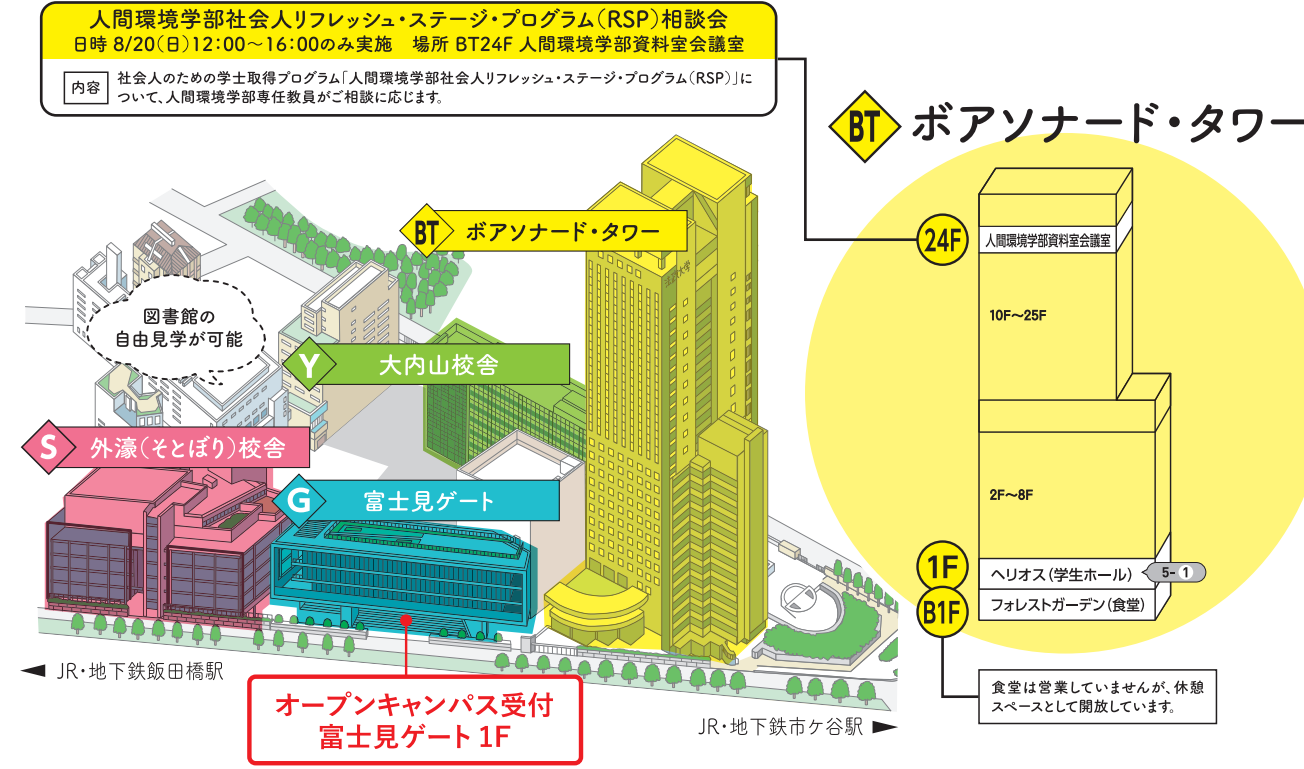 人間環境学部社会人リフレッシュ・ステージ・プログラム(RSP)相談会
日時 8/20(日)12:00〜16:00のみ実施　場所 BT24F 人間環境学部資料室会議室
内容
社会人のための学士取得プログラム「人間環境学部社会人リフレッシュ・ステージ・プログラム(RSP)」に
ついて、人間環境学部専任教員がご相談に応じます。
BT ボアソナード・タワー
BT ボアソナード・タワー
法政大学
24F
人間環境学部資料室会議室
10F〜25F
図書館の
自由見学が可能
Y 大内山校舎
S 外濠(そとぼり)校舎
G 富士見ゲート
2F〜8F
1F
ヘリオス(学生ホール)
5-1
B1F
フォレストガーデン(食堂)
JR・地下鉄飯田橋駅
オープンキャンパス受付
富士見ゲート 1F
JR・地下鉄市ケ谷駅
食堂は営業していませんが、休憩
スペースとして開放しています。